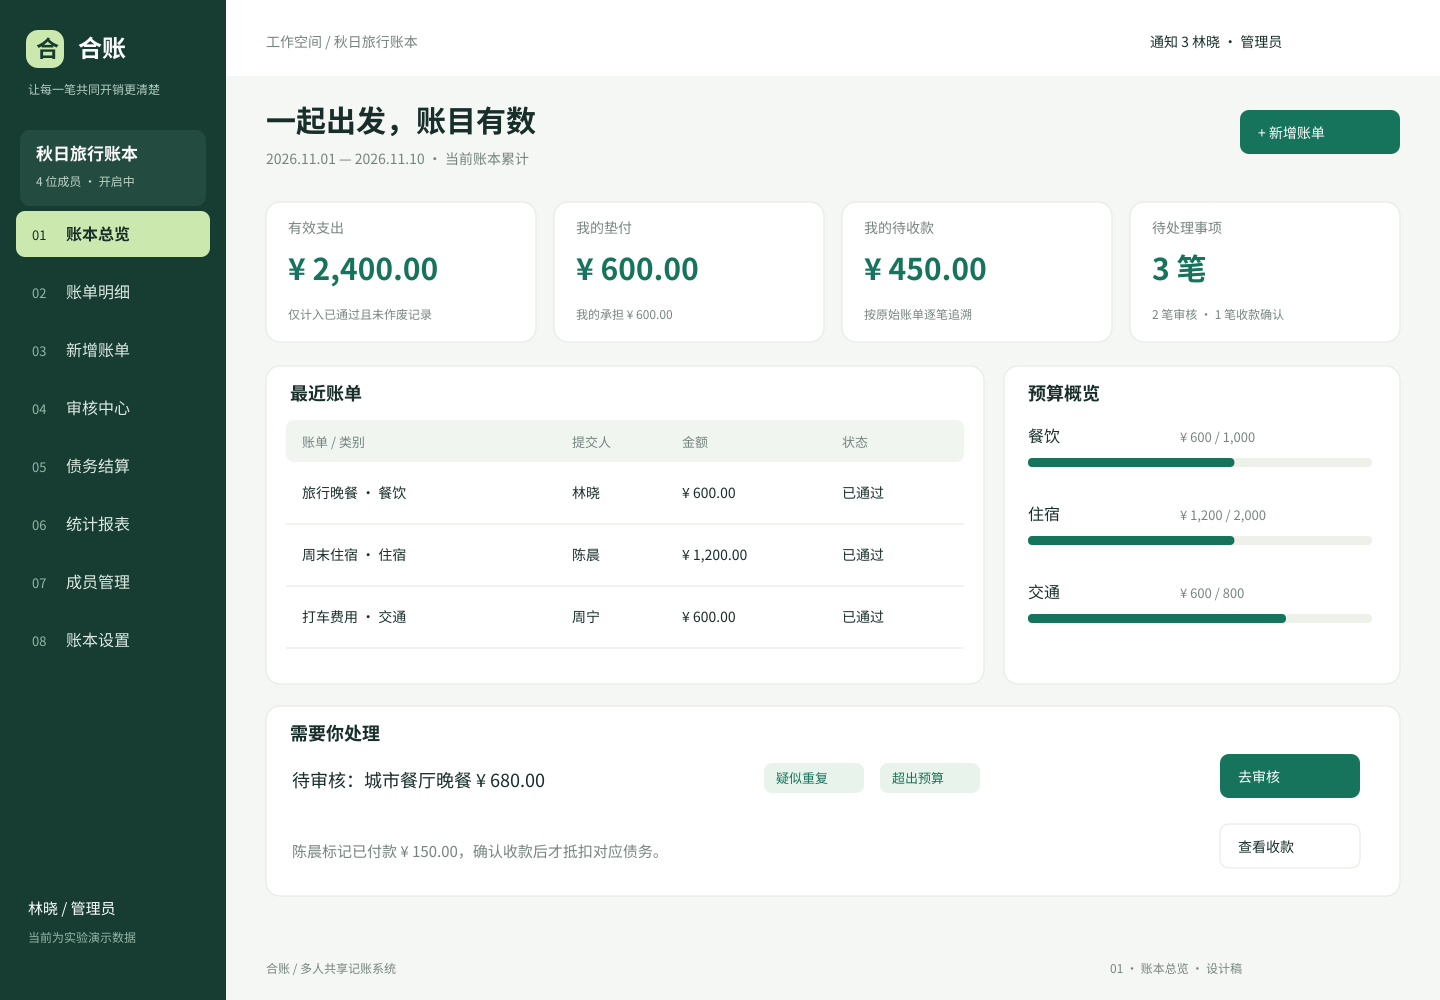 合 合账
让每一笔共同开销更清楚
秋日旅行账本
4 位成员 · 开启中
01 账本总览
02 账单明细
03 新增账单
04 审核中心
05 债务结算
06 统计报表
07 成员管理
08 账本设置
林晓 / 管理员
当前为实验演示数据
工作空间 / 秋日旅行账本
通知 3 林晓 · 管理员
一起出发，账目有数
2026.11.01 — 2026.11.10 · 当前账本累计
+ 新增账单
有效支出
¥ 2,400.00
仅计入已通过且未作废记录
我的垫付
¥ 600.00
我的承担 ¥ 600.00
我的待收款
¥ 450.00
按原始账单逐笔追溯
待处理事项
3 笔
2 笔审核 · 1 笔收款确认
最近账单
账单 / 类别 提交人 金额 状态
旅行晚餐 · 餐饮 林晓 ¥ 600.00 已通过
周末住宿 · 住宿 陈晨 ¥ 1,200.00 已通过
打车费用 · 交通 周宁 ¥ 600.00 已通过
预算概览
餐饮 ¥ 600 / 1,000
住宿 ¥ 1,200 / 2,000
交通 ¥ 600 / 800
需要你处理
待审核：城市餐厅晚餐 ¥ 680.00 疑似重复 超出预算 去审核
陈晨标记已付款 ¥ 150.00，确认收款后才抵扣对应债务。 查看收款
合账 / 多人共享记账系统
01 · 账本总览 · 设计稿